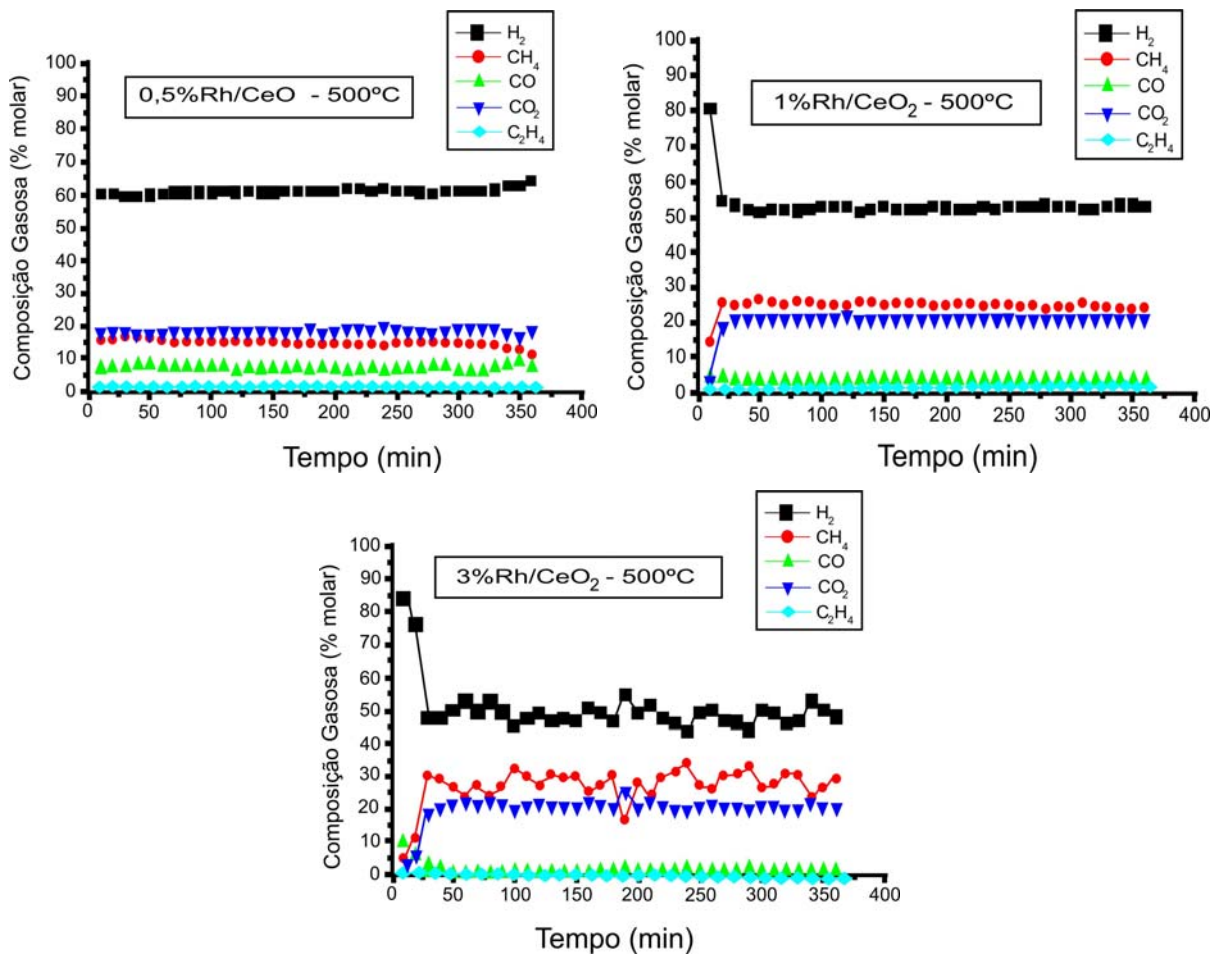 H₂
CH₄
CO
CO₂
C₂H₄
0,5%Rh/CeO - 500ºC
Composição Gasosa (% molar)
100
90
80
70
60
50
40
30
20
10
0
0 50 100 150 200 250 300 350 400
Tempo (min)
H₂
CH₄
CO
CO₂
C₂H₄
1%Rh/CeO₂ - 500ºC
Composição Gasosa (% molar)
100
90
80
70
60
50
40
30
20
10
0
0 50 100 150 200 250 300 350 400
Tempo (min)
H₂
CH₄
CO
CO₂
C₂H₄
3%Rh/CeO₂ - 500ºC
Composição Gasosa (% molar)
100
90
80
70
60
50
40
30
20
10
0
0 50 100 150 200 250 300 350 400
Tempo (min)